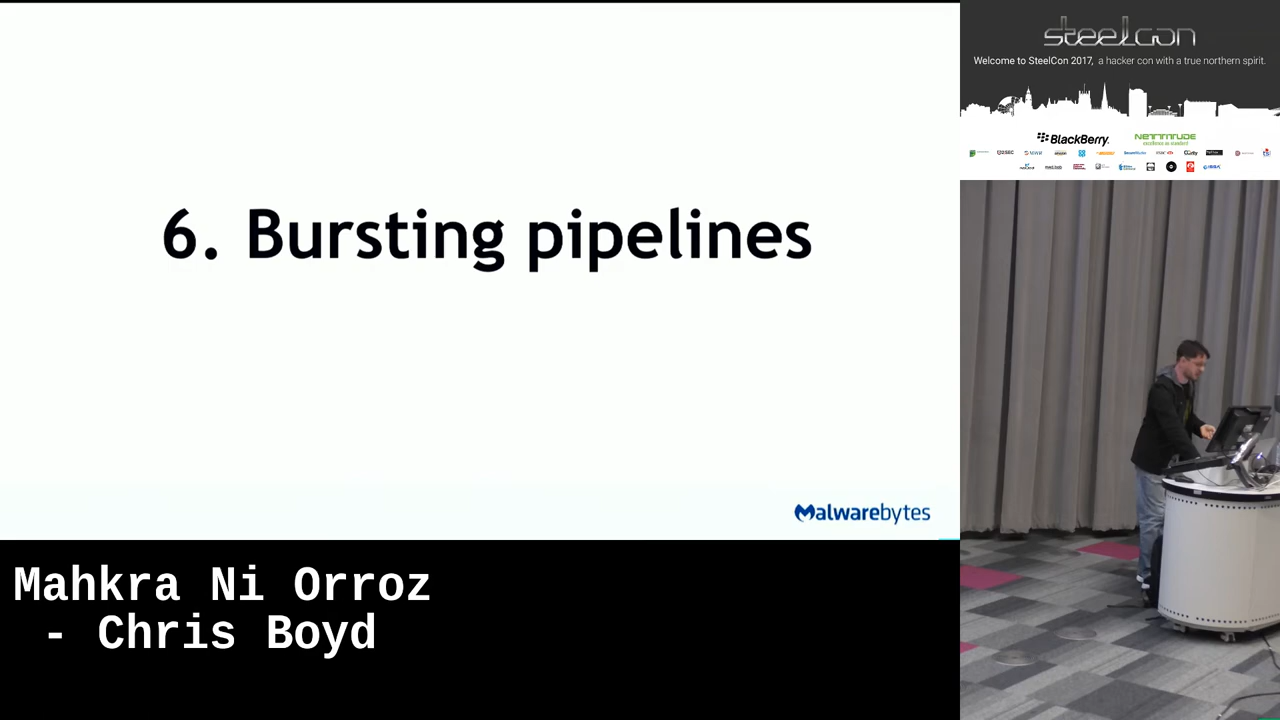 6. Bursting pipelines
Malwarebytes
Mahkra Ni Orroz
- Chris Boyd
steelcon
Welcome to SteelCon 2017, a hacker con with a true northern spirit.
BlackBerry
NETTITUDE